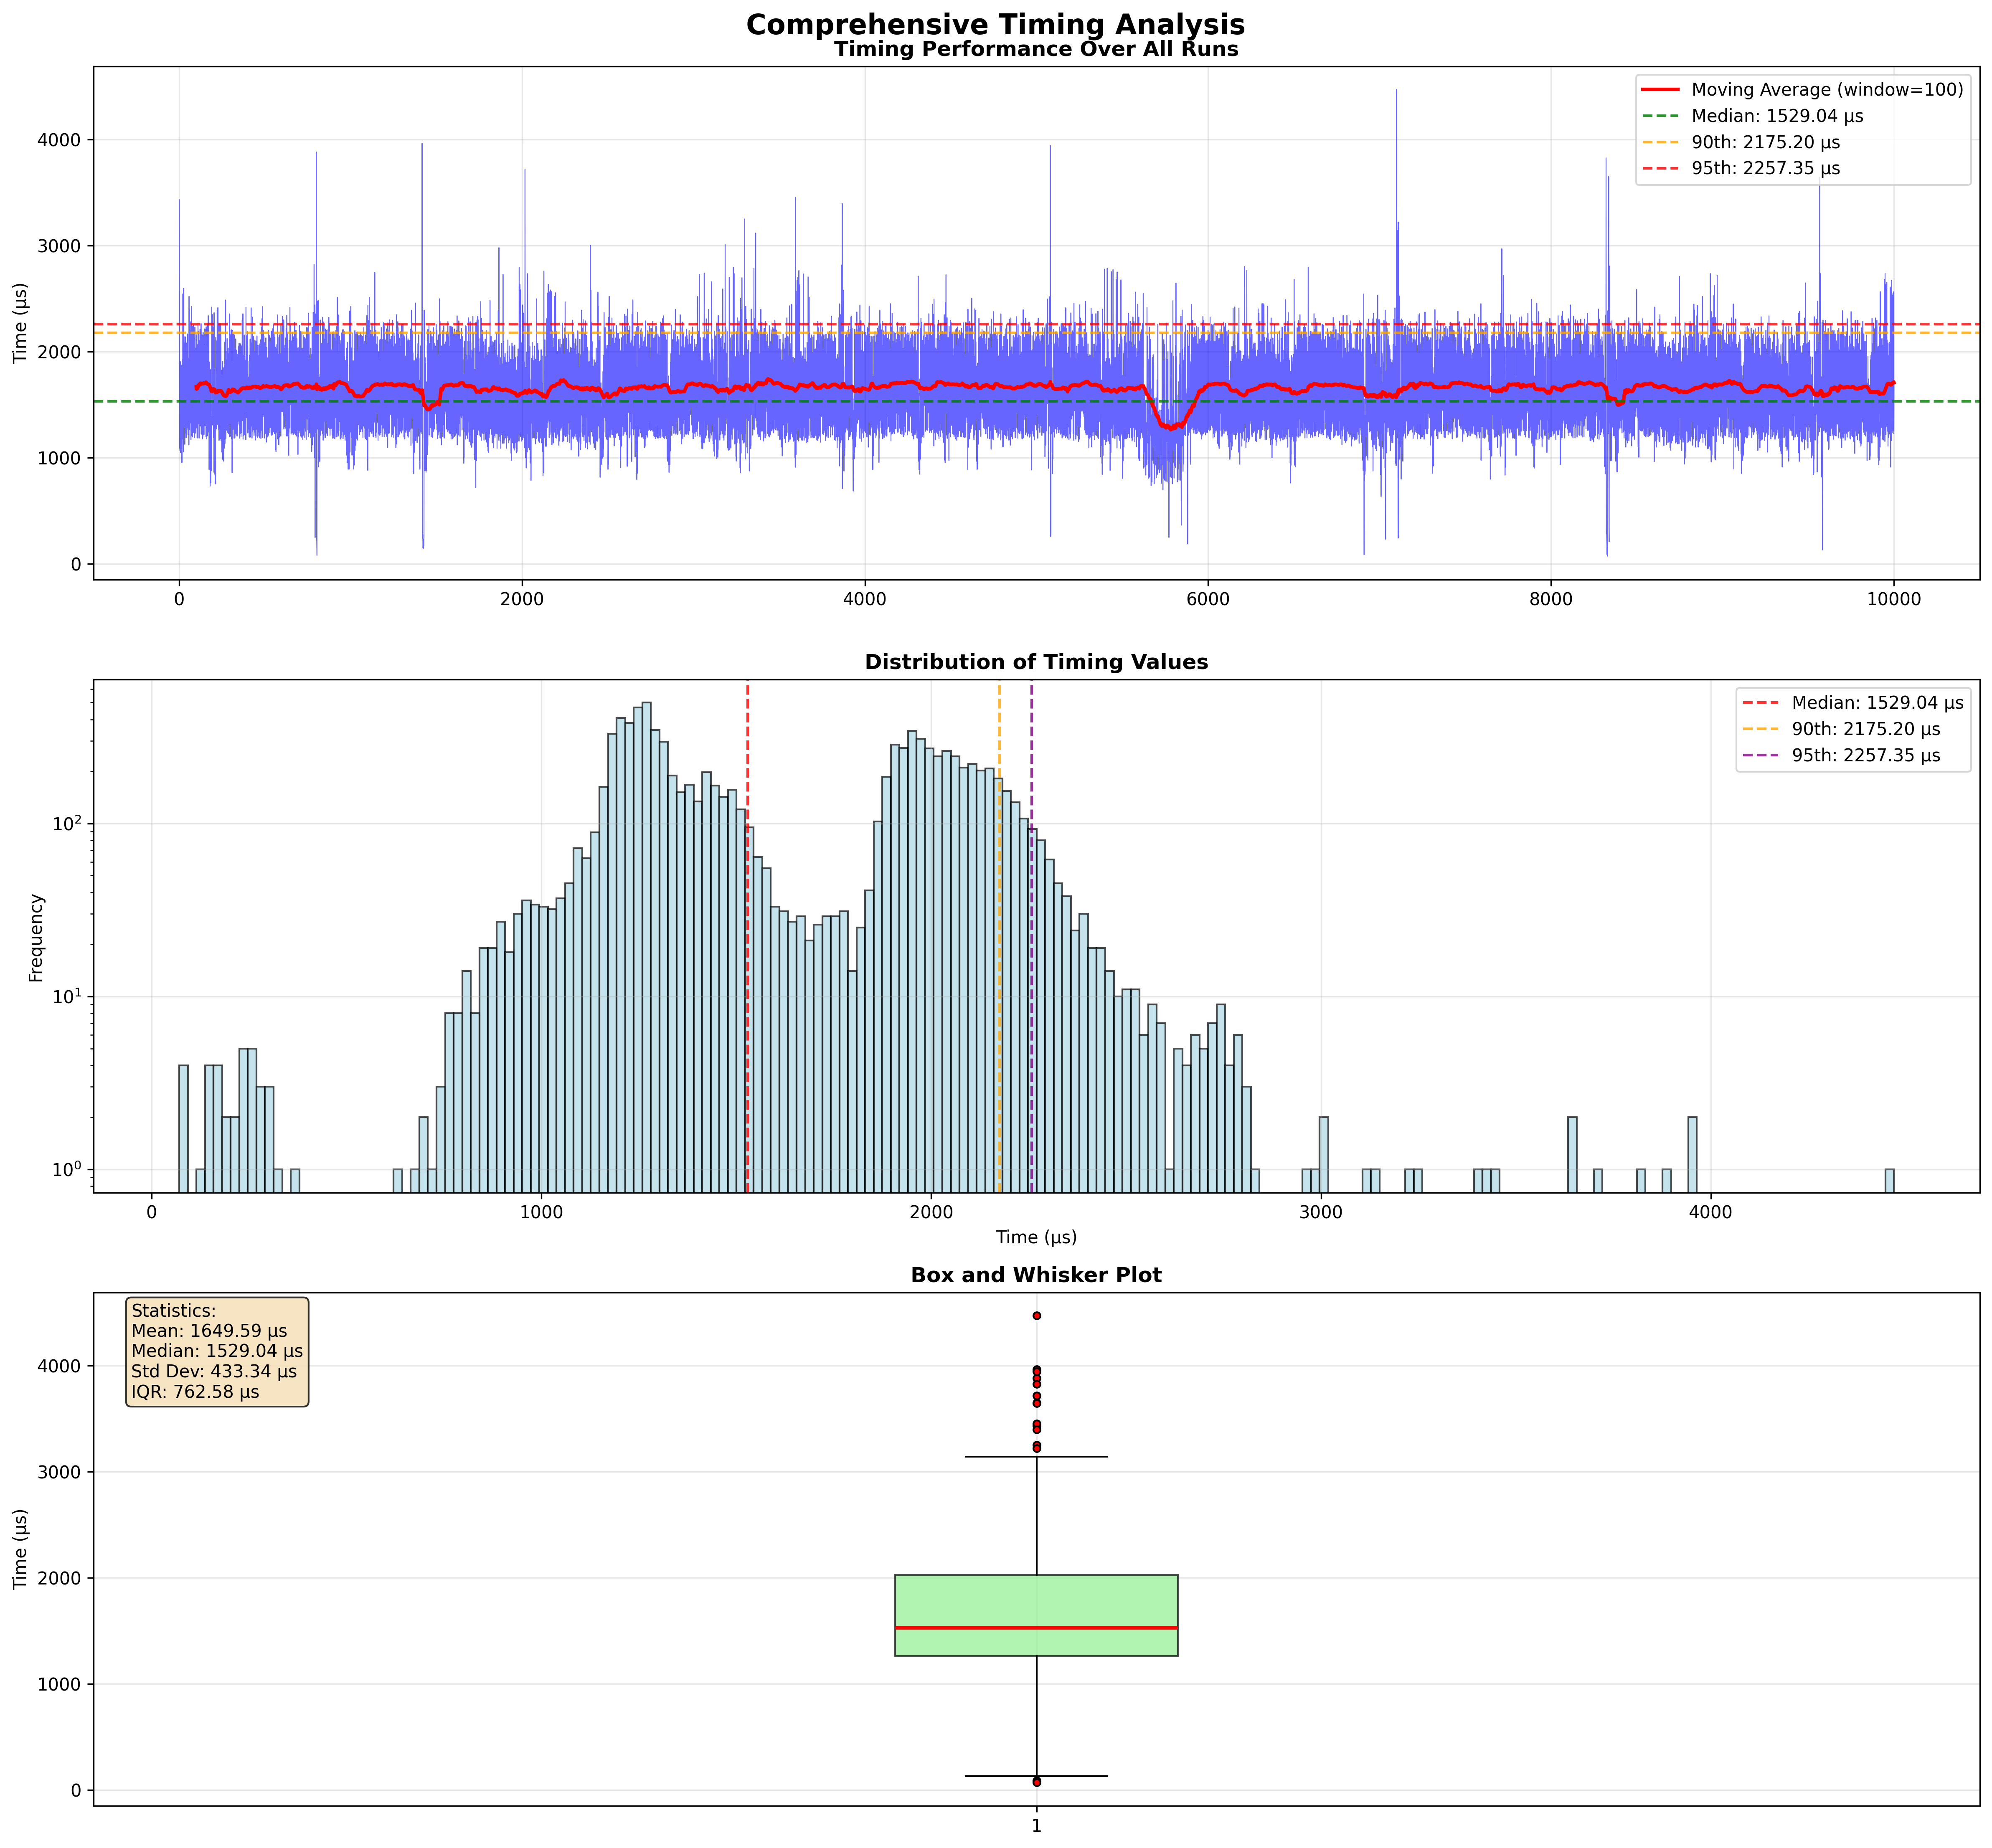 Comprehensive Timing Analysis
Timing Performance Over All Runs
Time (µs)
4000
3000
2000
1000
0
Moving Average (window=100)
Median: 1529.04 µs
90th: 2175.20 µs
95th: 2257.35 µs
0 2000 4000 6000 8000 10000
Distribution of Timing Values
Frequency
10²
10¹
10⁰
Median: 1529.04 µs
90th: 2175.20 µs
95th: 2257.35 µs
0 1000 2000 3000 4000
Time (µs)
Box and Whisker Plot
Time (µs)
4000
3000
2000
1000
0
Statistics:
Mean: 1649.59 µs
Median: 1529.04 µs
Std Dev: 433.34 µs
IQR: 762.58 µs
1